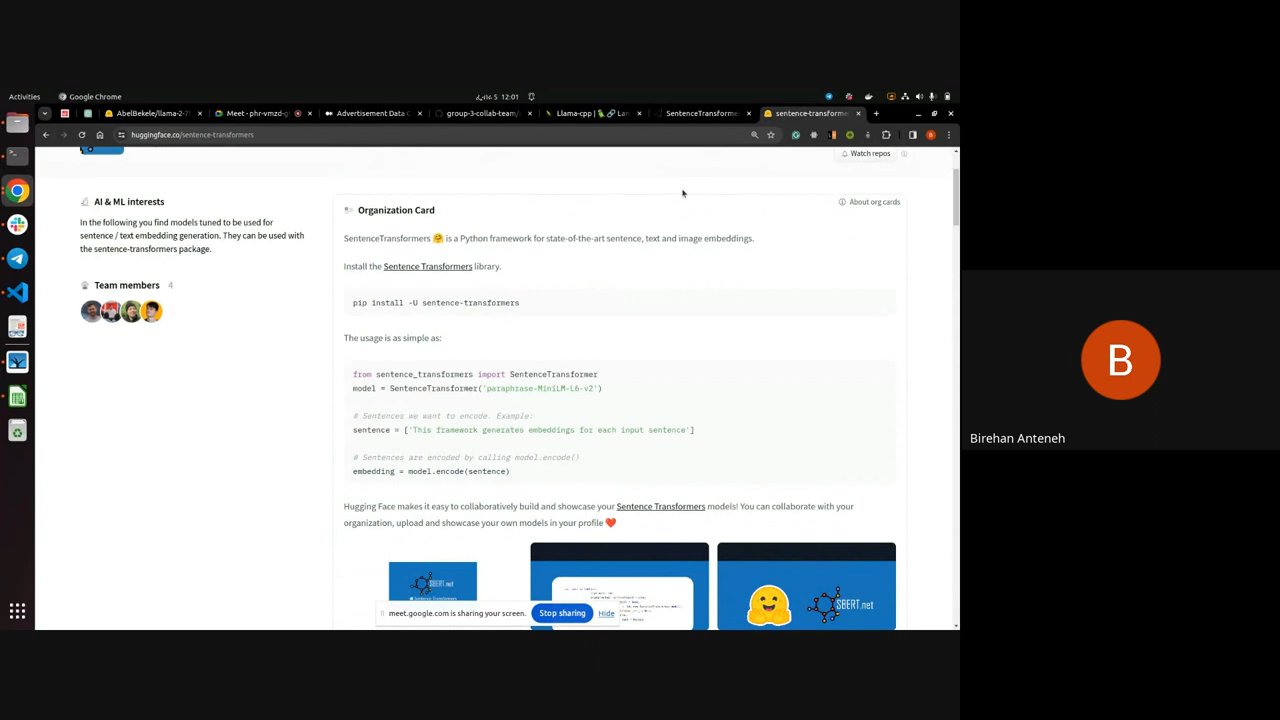 Activities
Google Chrome
5 12:01
AbelBekele/llama-2-7
Meet - phr-vmzd-g
Advertisement Data C
group-3-collab-team/
Llama-cpp | 🦜🔗 Lan
SentenceTransforme
sentence-transforme
huggingface.co/sentence-transformers
Watch repos
AI & ML interests
In the following you find models tuned to be used for
sentence / text embedding generation. They can be used with
the sentence-transformers package.
Team members 4
Organization Card
About org cards
SentenceTransformers 🤗 is a Python framework for state-of-the-art sentence, text and image embeddings.
Install the Sentence Transformers library.
pip install -U sentence-transformers
The usage is as simple as:
from sentence_transformers import SentenceTransformer
model = SentenceTransformer('paraphrase-MiniLM-L6-v2')
# Sentences we want to encode. Example:
sentence = ['This framework generates embeddings for each input sentence']
# Sentences are encoded by calling model.encode()
embedding = model.encode(sentence)
Hugging Face makes it easy to collaboratively build and showcase your Sentence Transformers models! You can collaborate with your
organization, upload and showcase your own models in your profile ❤️
SBERT.net
SBERT.net
meet.google.com is sharing your screen.
Stop sharing
Hide
B
Birehan Anteneh